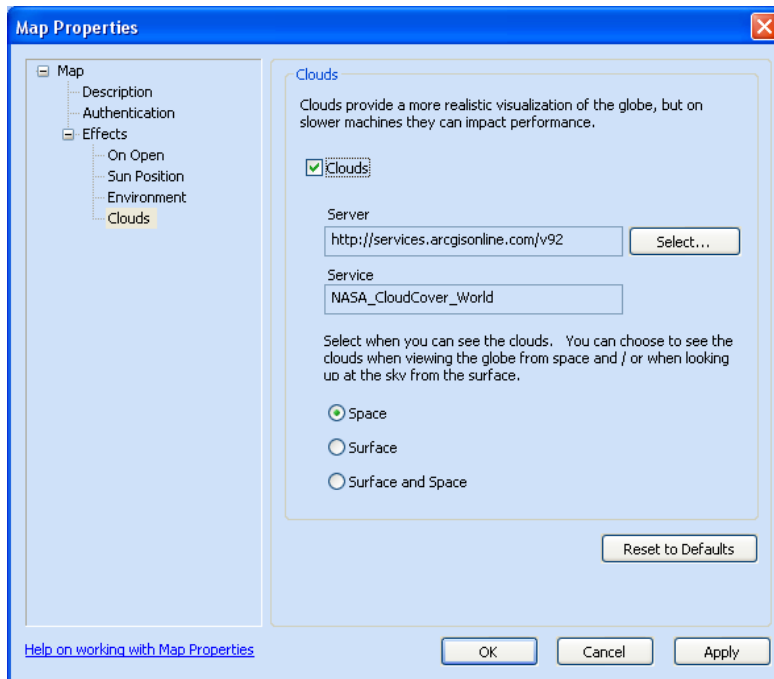 Map Properties
Map
Description
Authentication
Effects
On Open
Sun Position
Environment
Clouds
Clouds
Clouds provide a more realistic visualization of the globe, but on
slower machines they can impact performance.
Clouds
Server
http://services.arcgisonline.com/v92
Select...
Service
NASA_CloudCover_World
Select when you can see the clouds. You can choose to see the
clouds when viewing the globe from space and / or when looking
up at the sky from the surface.
Space
Surface
Surface and Space
Reset to Defaults
Help on working with Map Properties
OK
Cancel
Apply